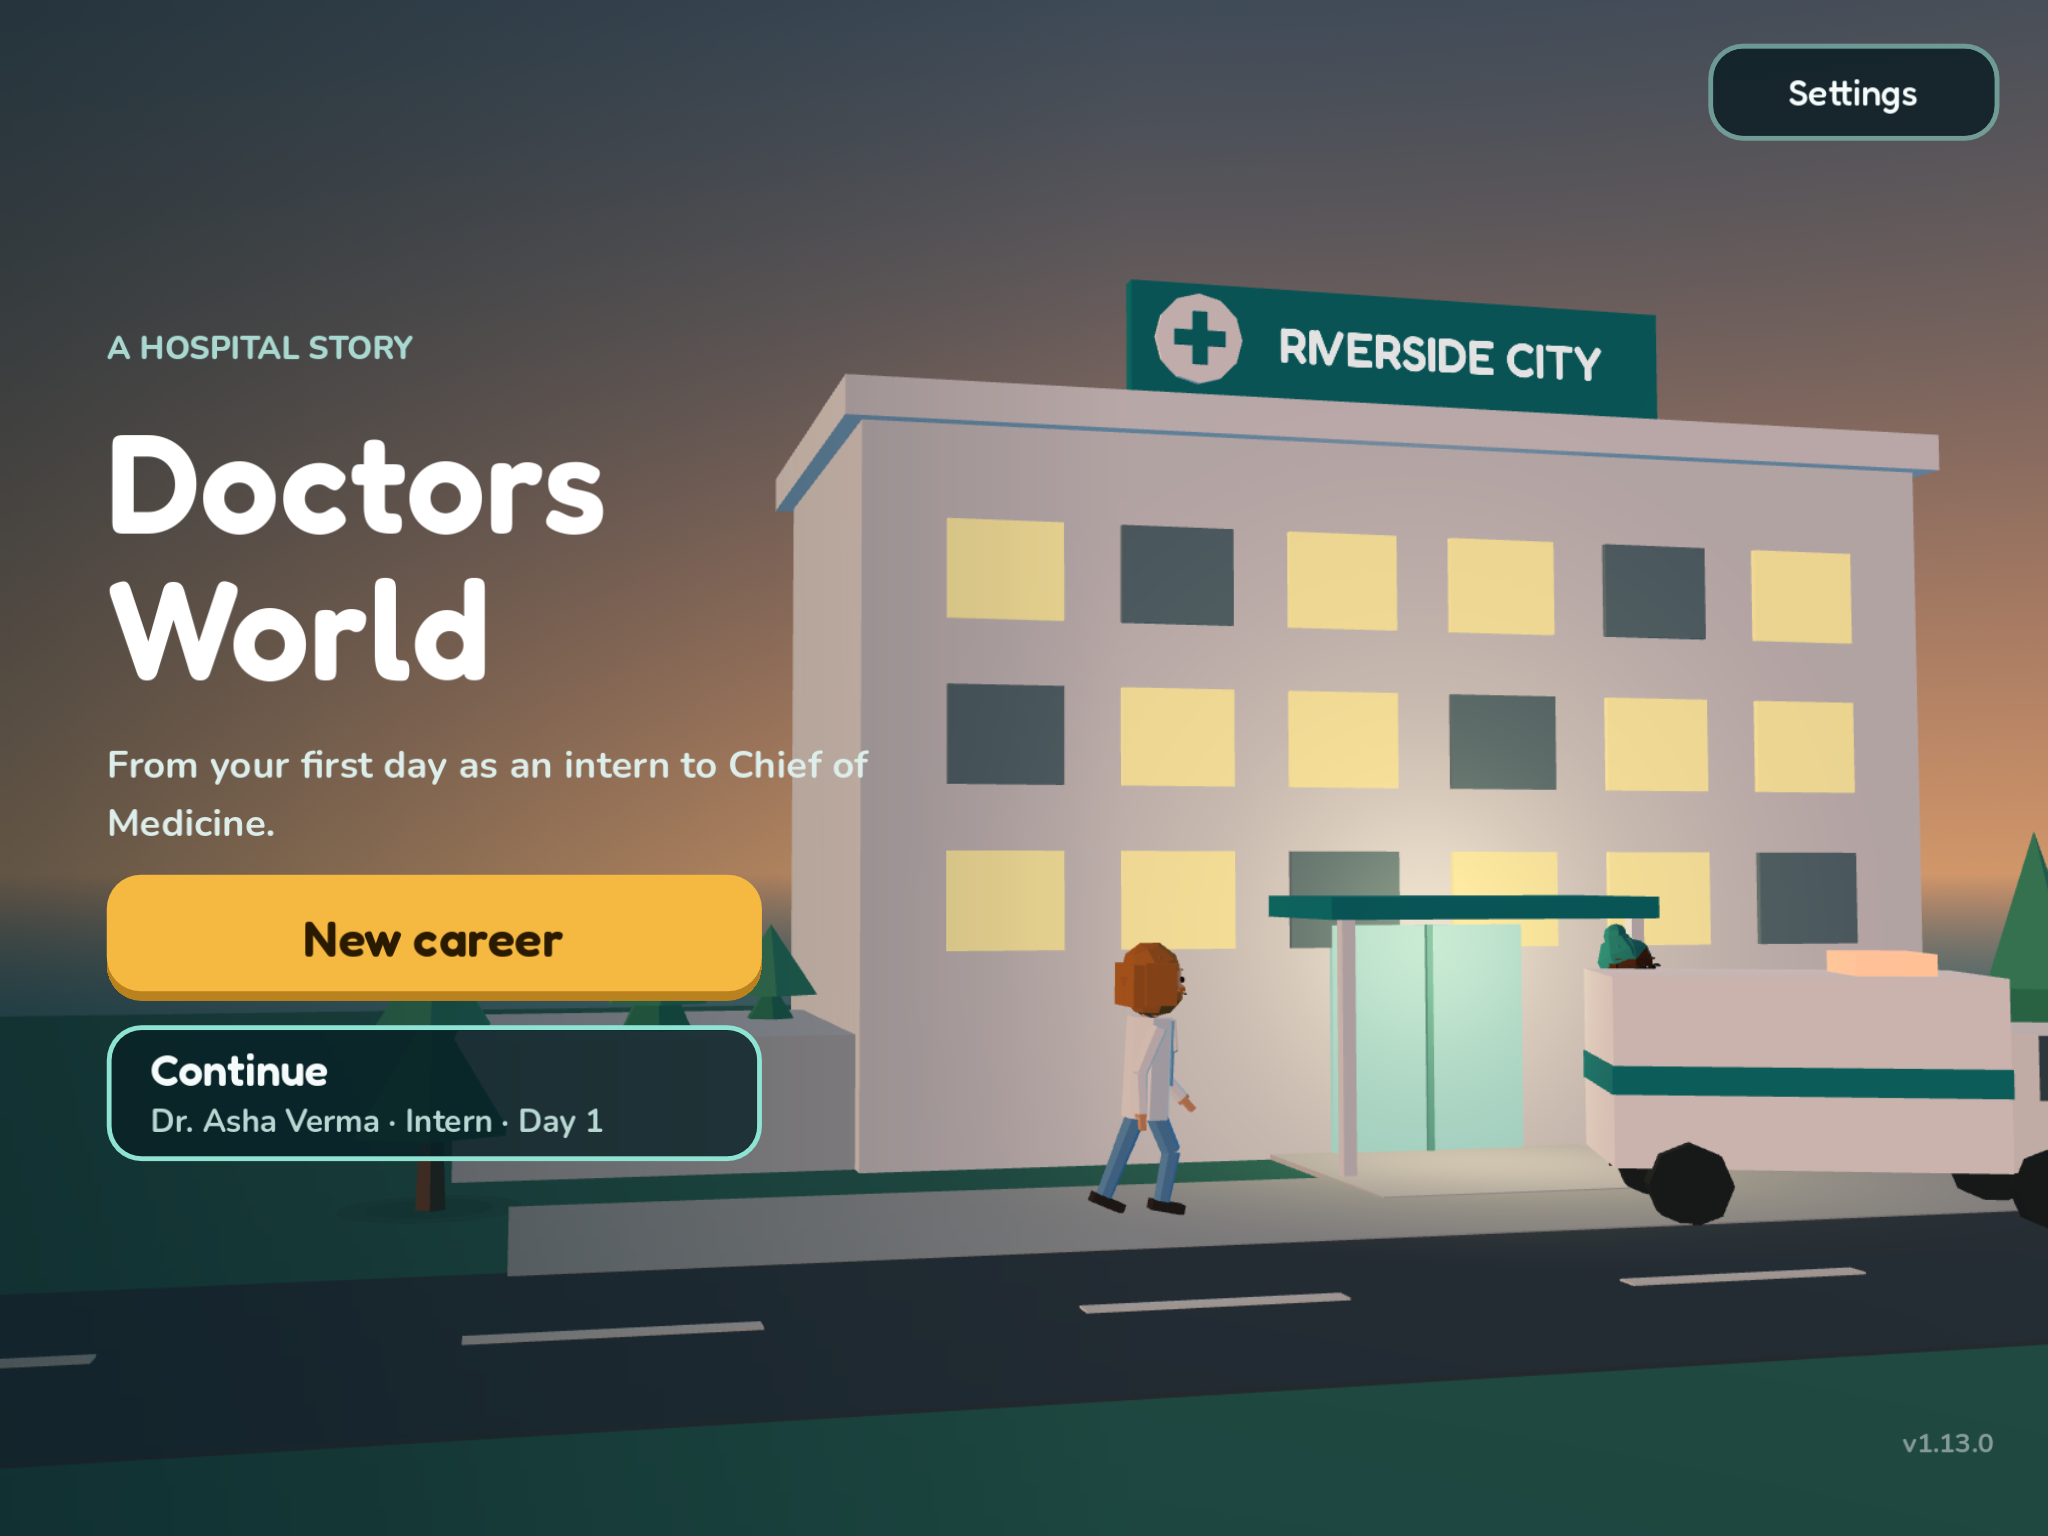 Settings
RIVERSIDE CITY
A HOSPITAL STORY
Doctors
World
From your first day as an intern to Chief of
Medicine.
New career
Continue
Dr. Asha Verma · Intern · Day 1
v1.13.0